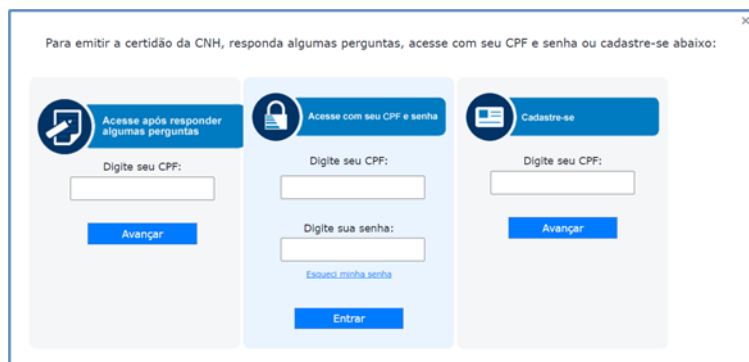 ×
Para emitir a certidão da CNH, responda algumas perguntas, acesse com seu CPF e senha ou cadastre-se abaixo:
Acesse após responder
algumas perguntas
Digite seu CPF:
Avançar
Acesse com seu CPF e senha
Digite seu CPF:
Digite sua senha:
Esqueci minha senha
Entrar
Cadastre-se
Digite seu CPF:
Avançar